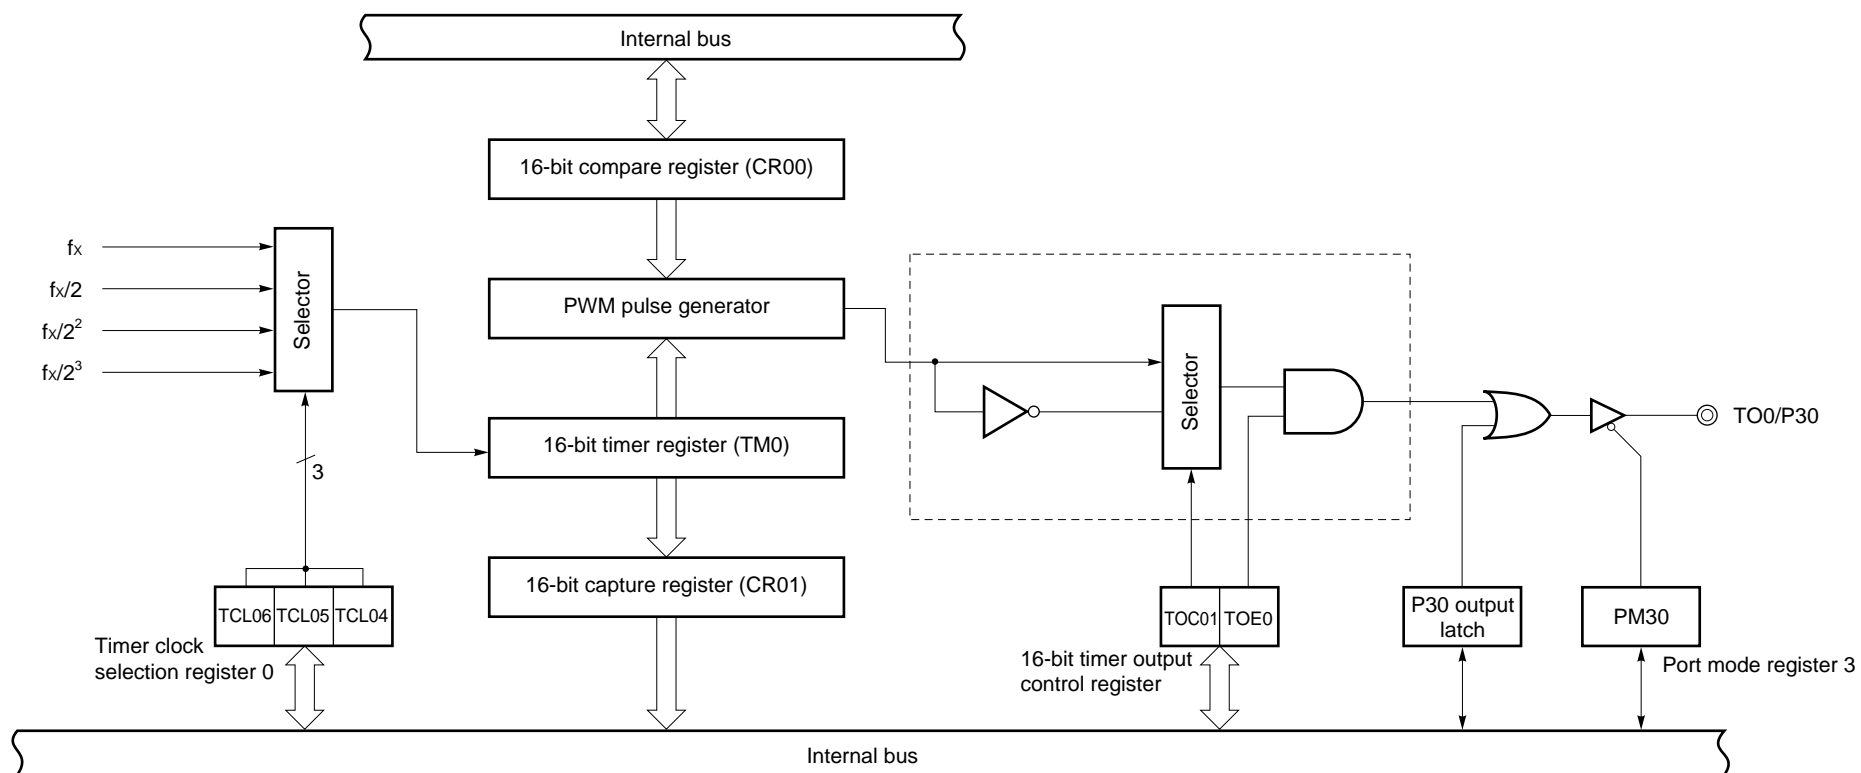 Internal bus
16-bit compare register (CR00)
fX
fX/2
fX/2²
fX/2³
Selector
PWM pulse generator
16-bit timer register (TM0)
3
Selector
TO0/P30
16-bit capture register (CR01)
TCL06 TCL05 TCL04
Timer clock
selection register 0
TOC01 TOE0
16-bit timer output
control register
P30 output
latch
PM30
Port mode register 3
Internal bus